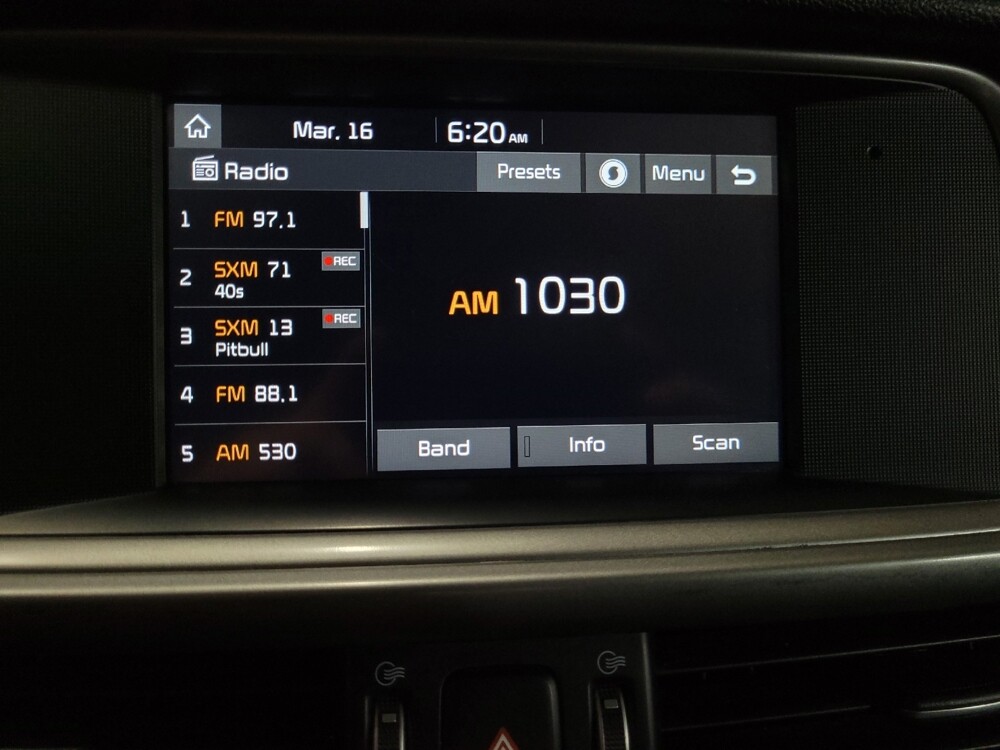 Mar. 16 6:20 AM
Radio Presets Menu
1 FM 97.1
2 SXM 71 REC
40s
3 SXM 13 REC
Pitbull
4 FM 88.1
5 AM 530
AM 1030
Band Info Scan